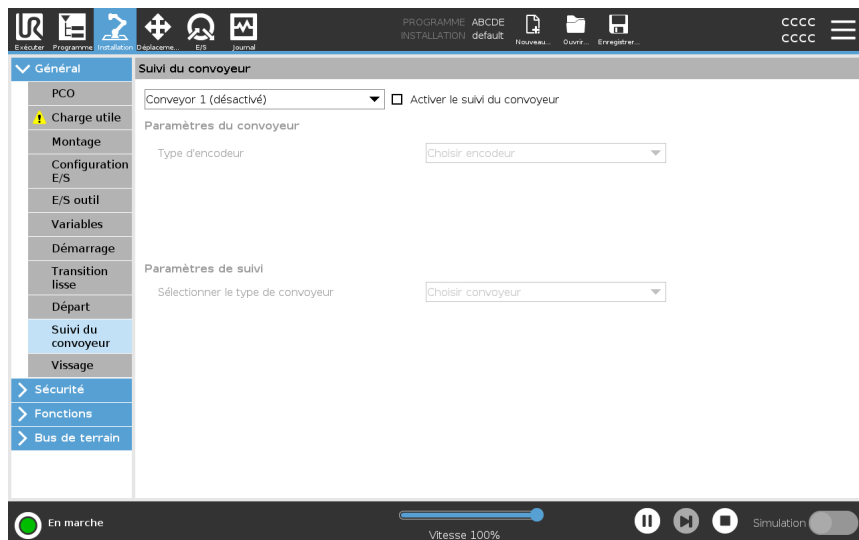 PROGRAMME ABCDE
INSTALLATION default
Exécuter
Programme
Installation
Déplaceme...
E/S
Journal
Nouveau...
Ouvrir...
Enregistrer...
CCCC
CCCC
Général
Suivi du convoyeur
PCO
Charge utile
Montage
Configuration
E/S
E/S outil
Variables
Démarrage
Transition
lisse
Départ
Suivi du
convoyeur
Vissage
Sécurité
Fonctions
Bus de terrain
Conveyor 1 (désactivé)
Activer le suivi du convoyeur
Paramètres du convoyeur
Type d'encodeur
Choisir encodeur
Paramètres de suivi
Sélectionner le type de convoyeur
Choisir convoyeur
En marche
Vitesse 100%
Simulation